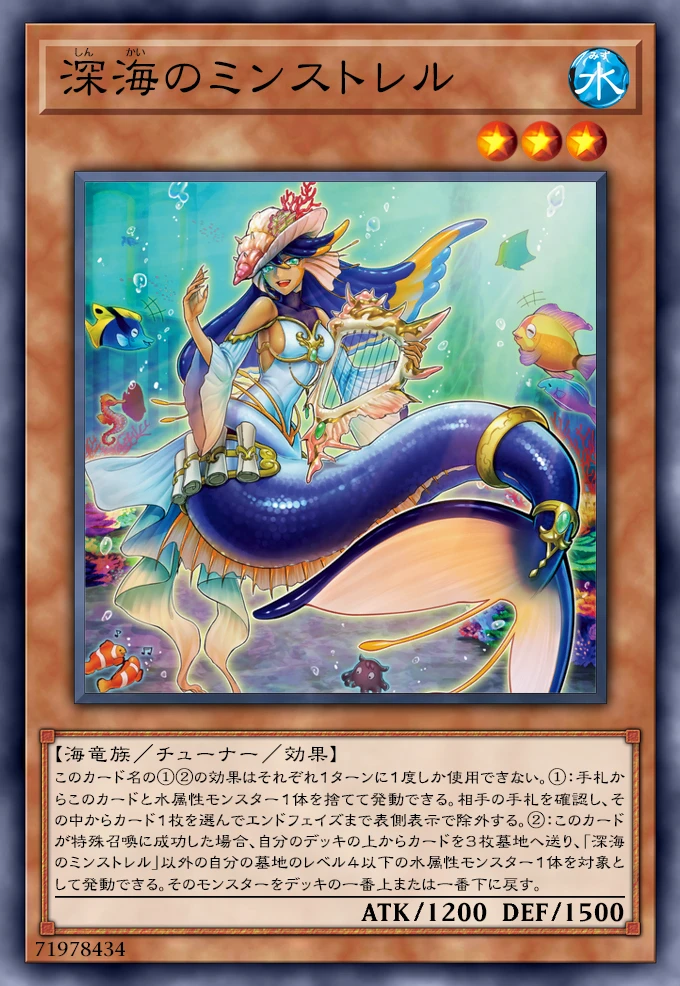 しん かい
深海のミンストレル
みず
水
【海竜族／チューナー／効果】
このカード名の①②の効果はそれぞれ１ターンに１度しか使用できない。①：手札か
らこのカードと水属性モンスター１体を捨てて発動できる。相手の手札を確認し、そ
の中からカード１枚を選んでエンドフェイズまで表側表示で除外する。②：このカード
が特殊召喚に成功した場合、自分のデッキの上からカードを３枚墓地へ送り、「深海
のミンストレル」以外の自分の墓地のレベル４以下の水属性モンスター１体を対象と
して発動できる。そのモンスターをデッキの一番上または一番下に戻す。
ATK/1200 DEF/1500
71978434